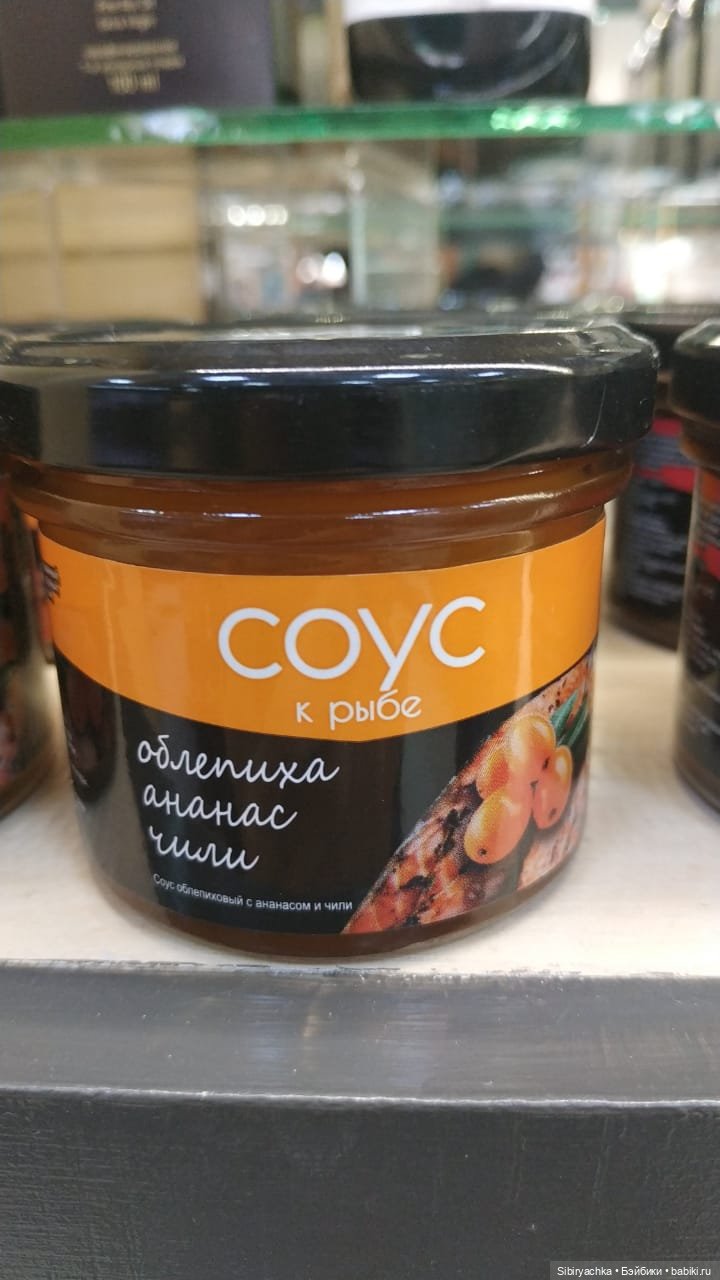 соус
к рыбе
облепиха
ананас
чили
Соус облепиховый с ананасом и чили
Sibiryachka • Бэйбики • babiki.ru